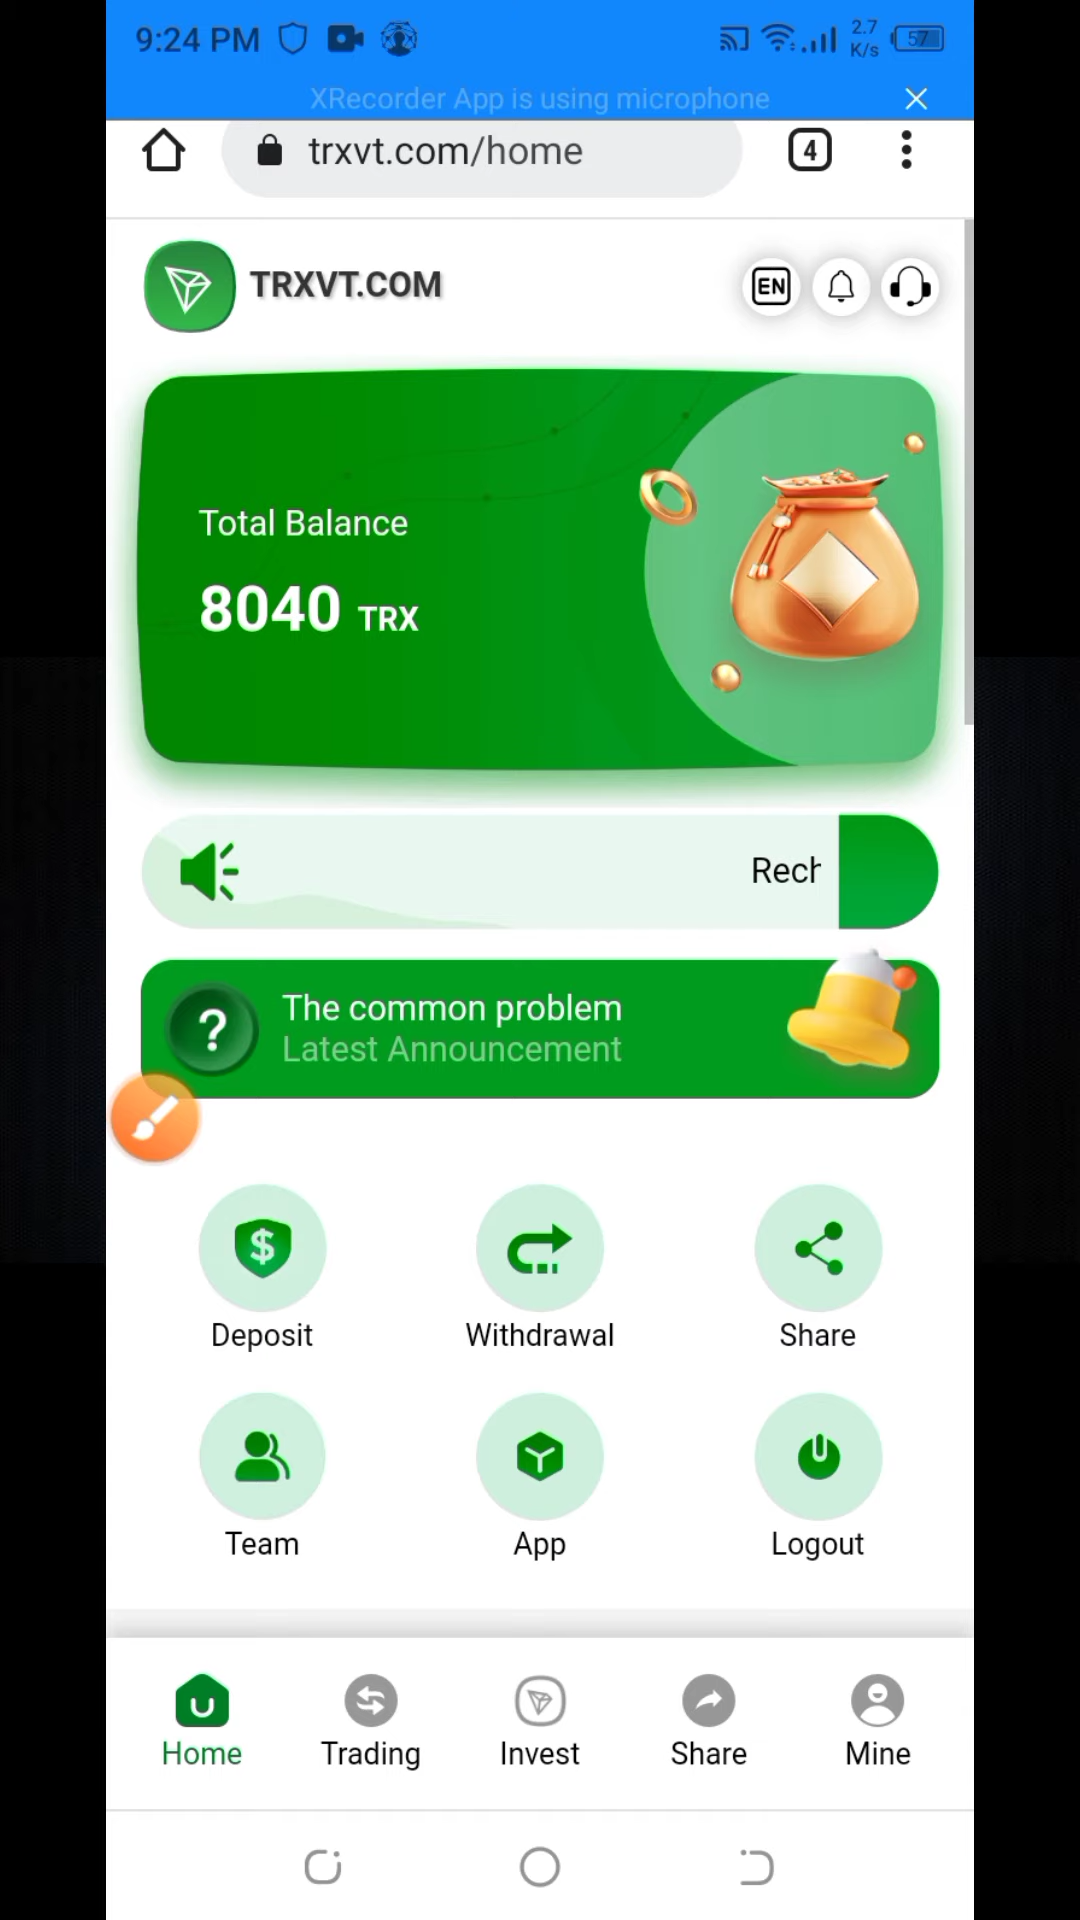 9:24 PM
2.7
K/s
57
XRecorder App is using microphone
trxvt.com/home
4
TRXVT.COM
EN
Total Balance
8040 TRX
Rech
?
The common problem
Latest Announcement
$
Deposit
Withdrawal
Share
Team
App
Logout
Home
Trading
Invest
Share
Mine